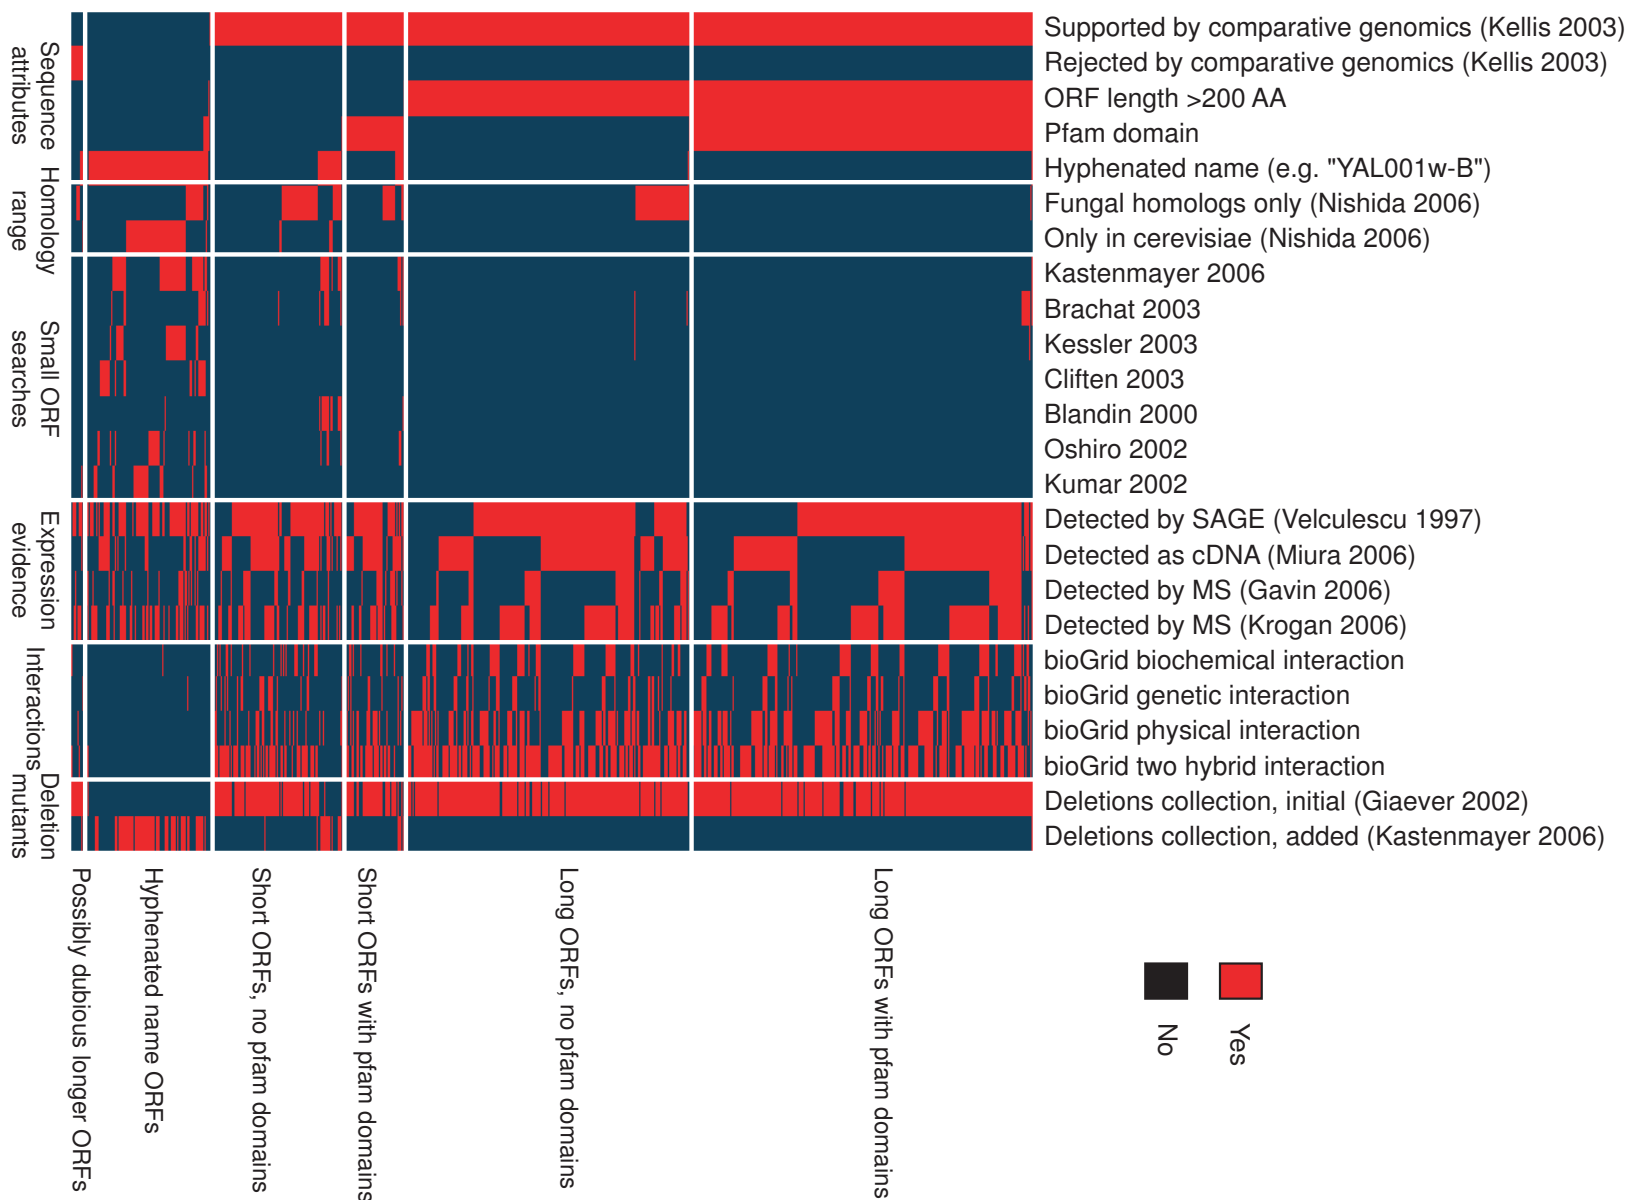 Supported by comparative genomics (Kellis 2003)
Rejected by comparative genomics (Kellis 2003)
ORF length >200 AA
Pfam domain
Hyphenated name (e.g. "YAL001w-B")
Fungal homologs only (Nishida 2006)
Only in cerevisiae (Nishida 2006)
Kastenmayer 2006
Brachat 2003
Kessler 2003
Cliften 2003
Blandin 2000
Oshiro 2002
Kumar 2002
Detected by SAGE (Velculescu 1997)
Detected as cDNA (Miura 2006)
Detected by MS (Gavin 2006)
Detected by MS (Krogan 2006)
bioGrid biochemical interaction
bioGrid genetic interaction
bioGrid physical interaction
bioGrid two hybrid interaction
Deletions collection, initial (Giaever 2002)
Deletions collection, added (Kastenmayer 2006)
Sequence
attributes
Homology
range
Small ORF
searches
Expression
evidence
Interactions
Deletion
mutants
Possibly dubious longer ORFs
Hyphenated name ORFs
Short ORFs, no pfam domains
Short ORFs with pfam domains
Long ORFs, no pfam domains
Long ORFs with pfam domains
No
Yes